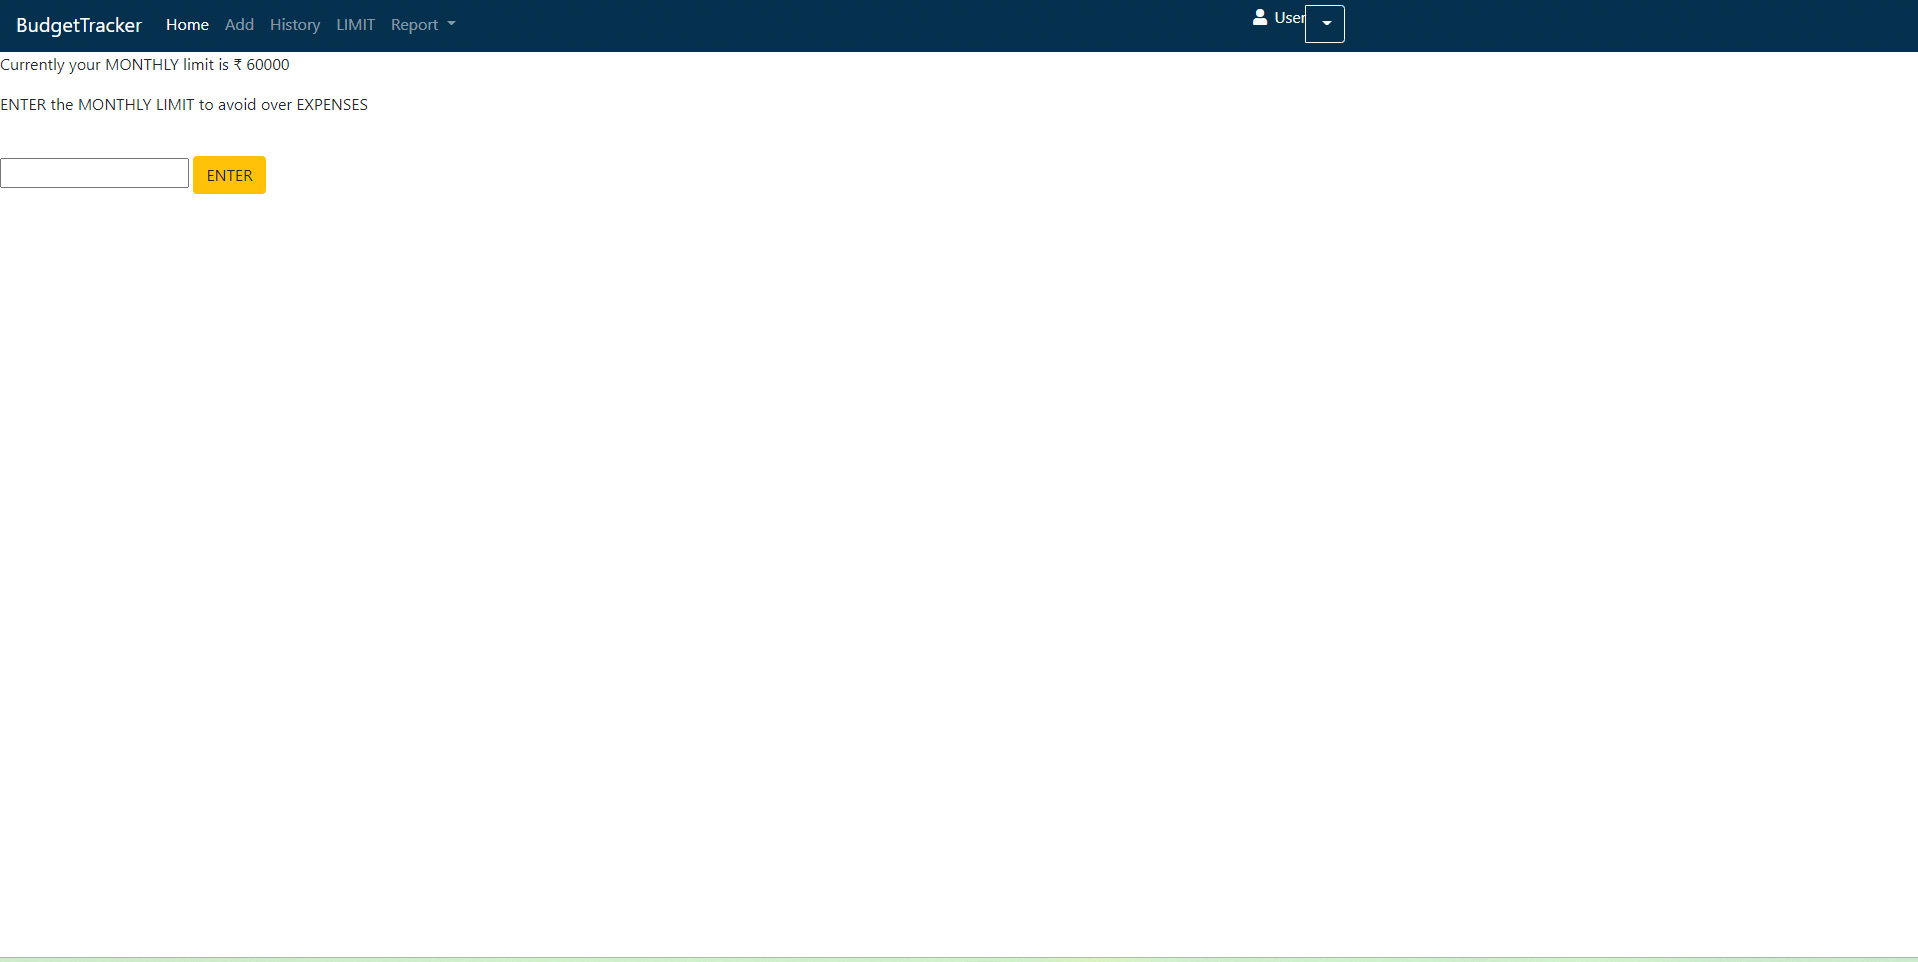 BudgetTracker Home Add History LIMIT Report User
Currently your MONTHLY limit is ₹ 60000
ENTER the MONTHLY LIMIT to avoid over EXPENSES
ENTER